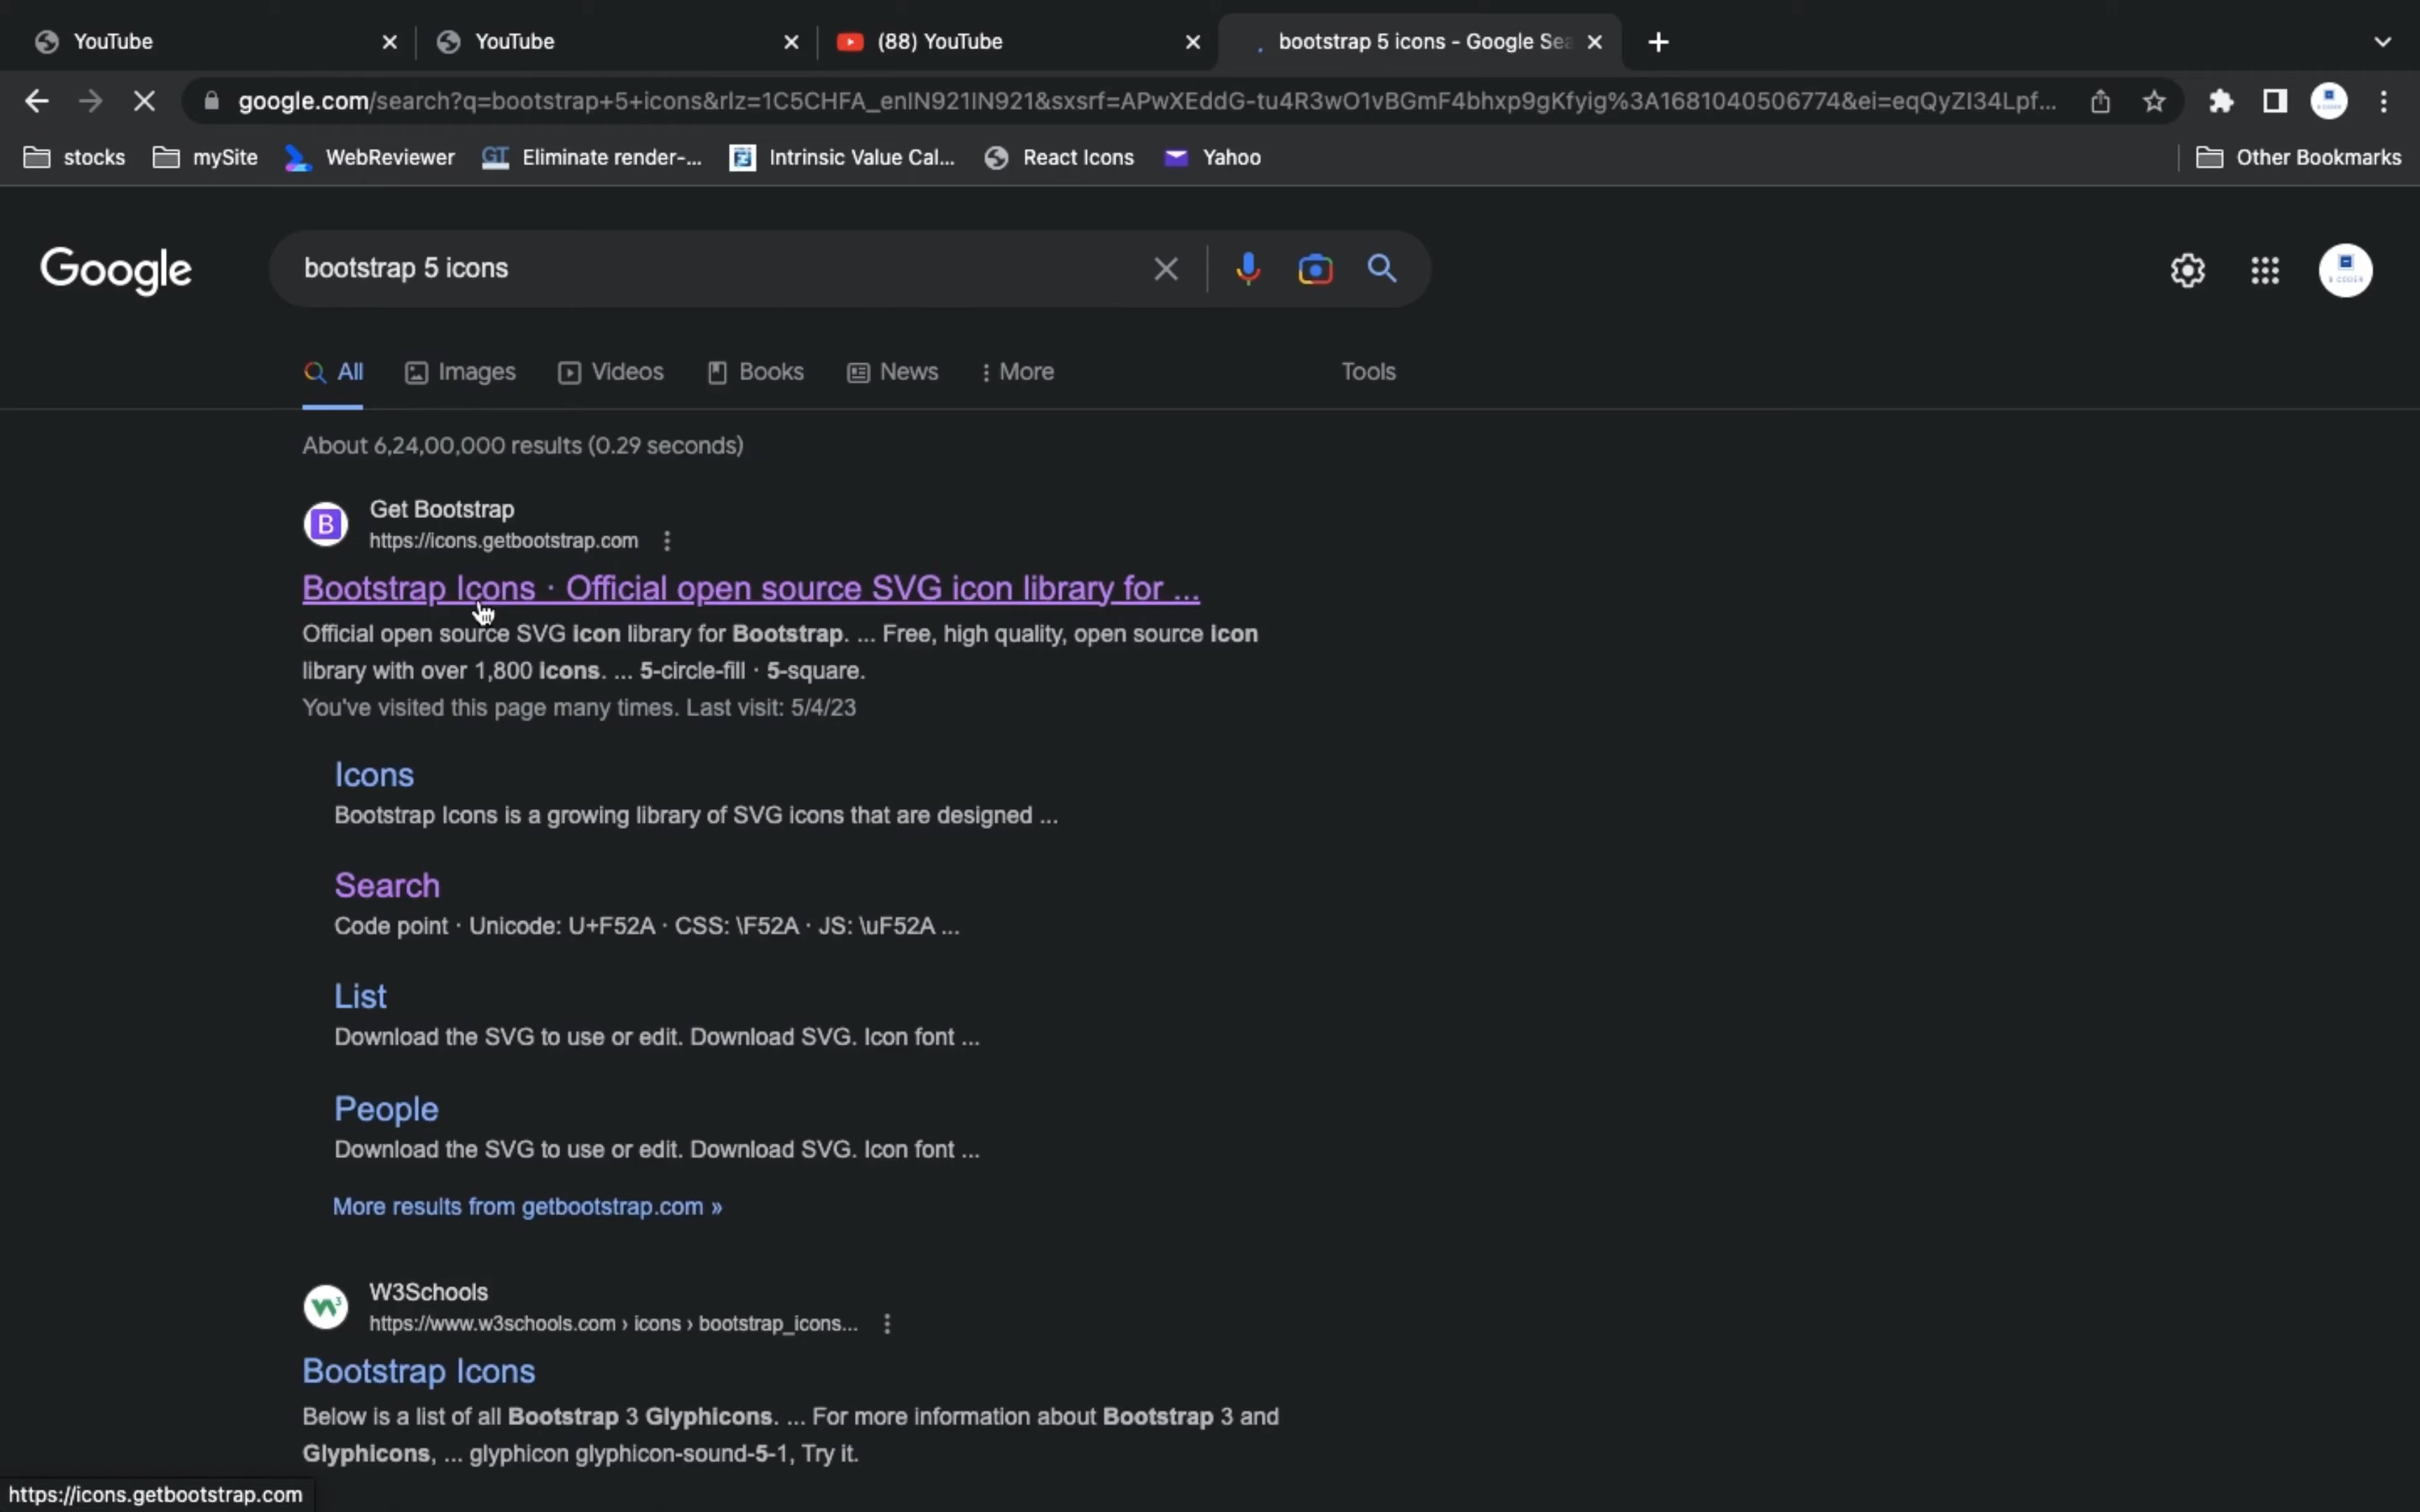 YouTube
YouTube
(88) YouTube
bootstrap 5 icons - Google Sea
google.com/search?q=bootstrap+5+icons&rlz=1C5CHFA_enIN921IN921&sxsrf=APwXEddG-tu4R3wO1vBGmF4bhxp9gKfyig%3A1681040506774&ei=eqQyZI34Lpf...
stocks
mySite
WebReviewer
GT Eliminate render-...
Intrinsic Value Cal...
React Icons
Yahoo
Other Bookmarks
Google
bootstrap 5 icons
All
Images
Videos
Books
News
More
Tools
About 6,24,00,000 results (0.29 seconds)
B
Get Bootstrap
https://icons.getbootstrap.com
Bootstrap Icons · Official open source SVG icon library for ...
Official open source SVG Icon library for Bootstrap. ... Free, high quality, open source Icon
library with over 1,800 Icons. ... 5-circle-fill · 5-square.
You've visited this page many times. Last visit: 5/4/23
Icons
Bootstrap Icons is a growing library of SVG icons that are designed ...
Search
Code point · Unicode: U+F52A · CSS: \F52A · JS: \uF52A ...
List
Download the SVG to use or edit. Download SVG. Icon font ...
People
Download the SVG to use or edit. Download SVG. Icon font ...
More results from getbootstrap.com »
W3Schools
https://www.w3schools.com › icons › bootstrap_icons...
Bootstrap Icons
Below is a list of all Bootstrap 3 Glyphicons. ... For more information about Bootstrap 3 and
Glyphicons, ... glyphicon glyphicon-sound-5-1, Try it.
https://icons.getbootstrap.com